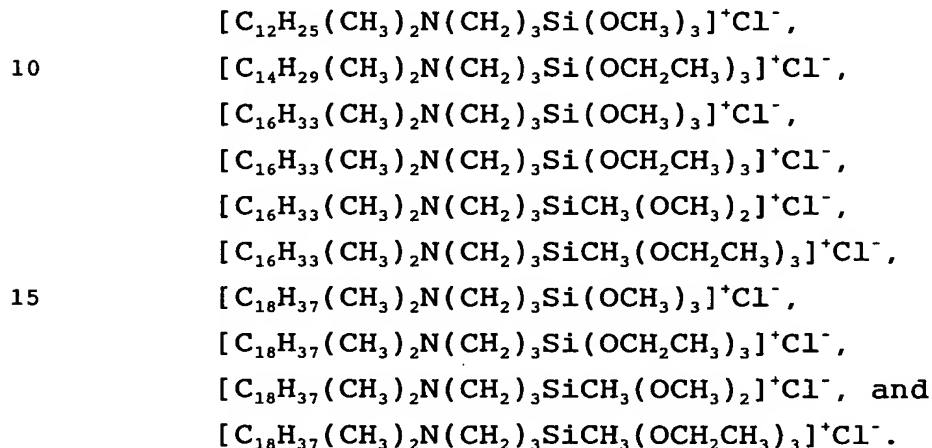 [C₁₂H₂₅(CH₃)₂N(CH₂)₃Si(OCH₃)₃]⁺Cl⁻,
10 [C₁₄H₂₉(CH₃)₂N(CH₂)₃Si(OCH₂CH₃)₃]⁺Cl⁻,
[C₁₆H₃₃(CH₃)₂N(CH₂)₃Si(OCH₃)₃]⁺Cl⁻,
[C₁₆H₃₃(CH₃)₂N(CH₂)₃Si(OCH₂CH₃)₃]⁺Cl⁻,
[C₁₆H₃₃(CH₃)₂N(CH₂)₃SiCH₃(OCH₃)₂]⁺Cl⁻,
[C₁₆H₃₃(CH₃)₂N(CH₂)₃SiCH₃(OCH₂CH₃)₃]⁺Cl⁻,
15 [C₁₈H₃₇(CH₃)₂N(CH₂)₃Si(OCH₃)₃]⁺Cl⁻,
[C₁₈H₃₇(CH₃)₂N(CH₂)₃Si(OCH₂CH₃)₃]⁺Cl⁻,
[C₁₈H₃₇(CH₃)₂N(CH₂)₃SiCH₃(OCH₃)₂]⁺Cl⁻, and
[C₁₈H₃₇(CH₃)₂N(CH₂)₃SiCH₃(OCH₂CH₃)₃]⁺Cl⁻.